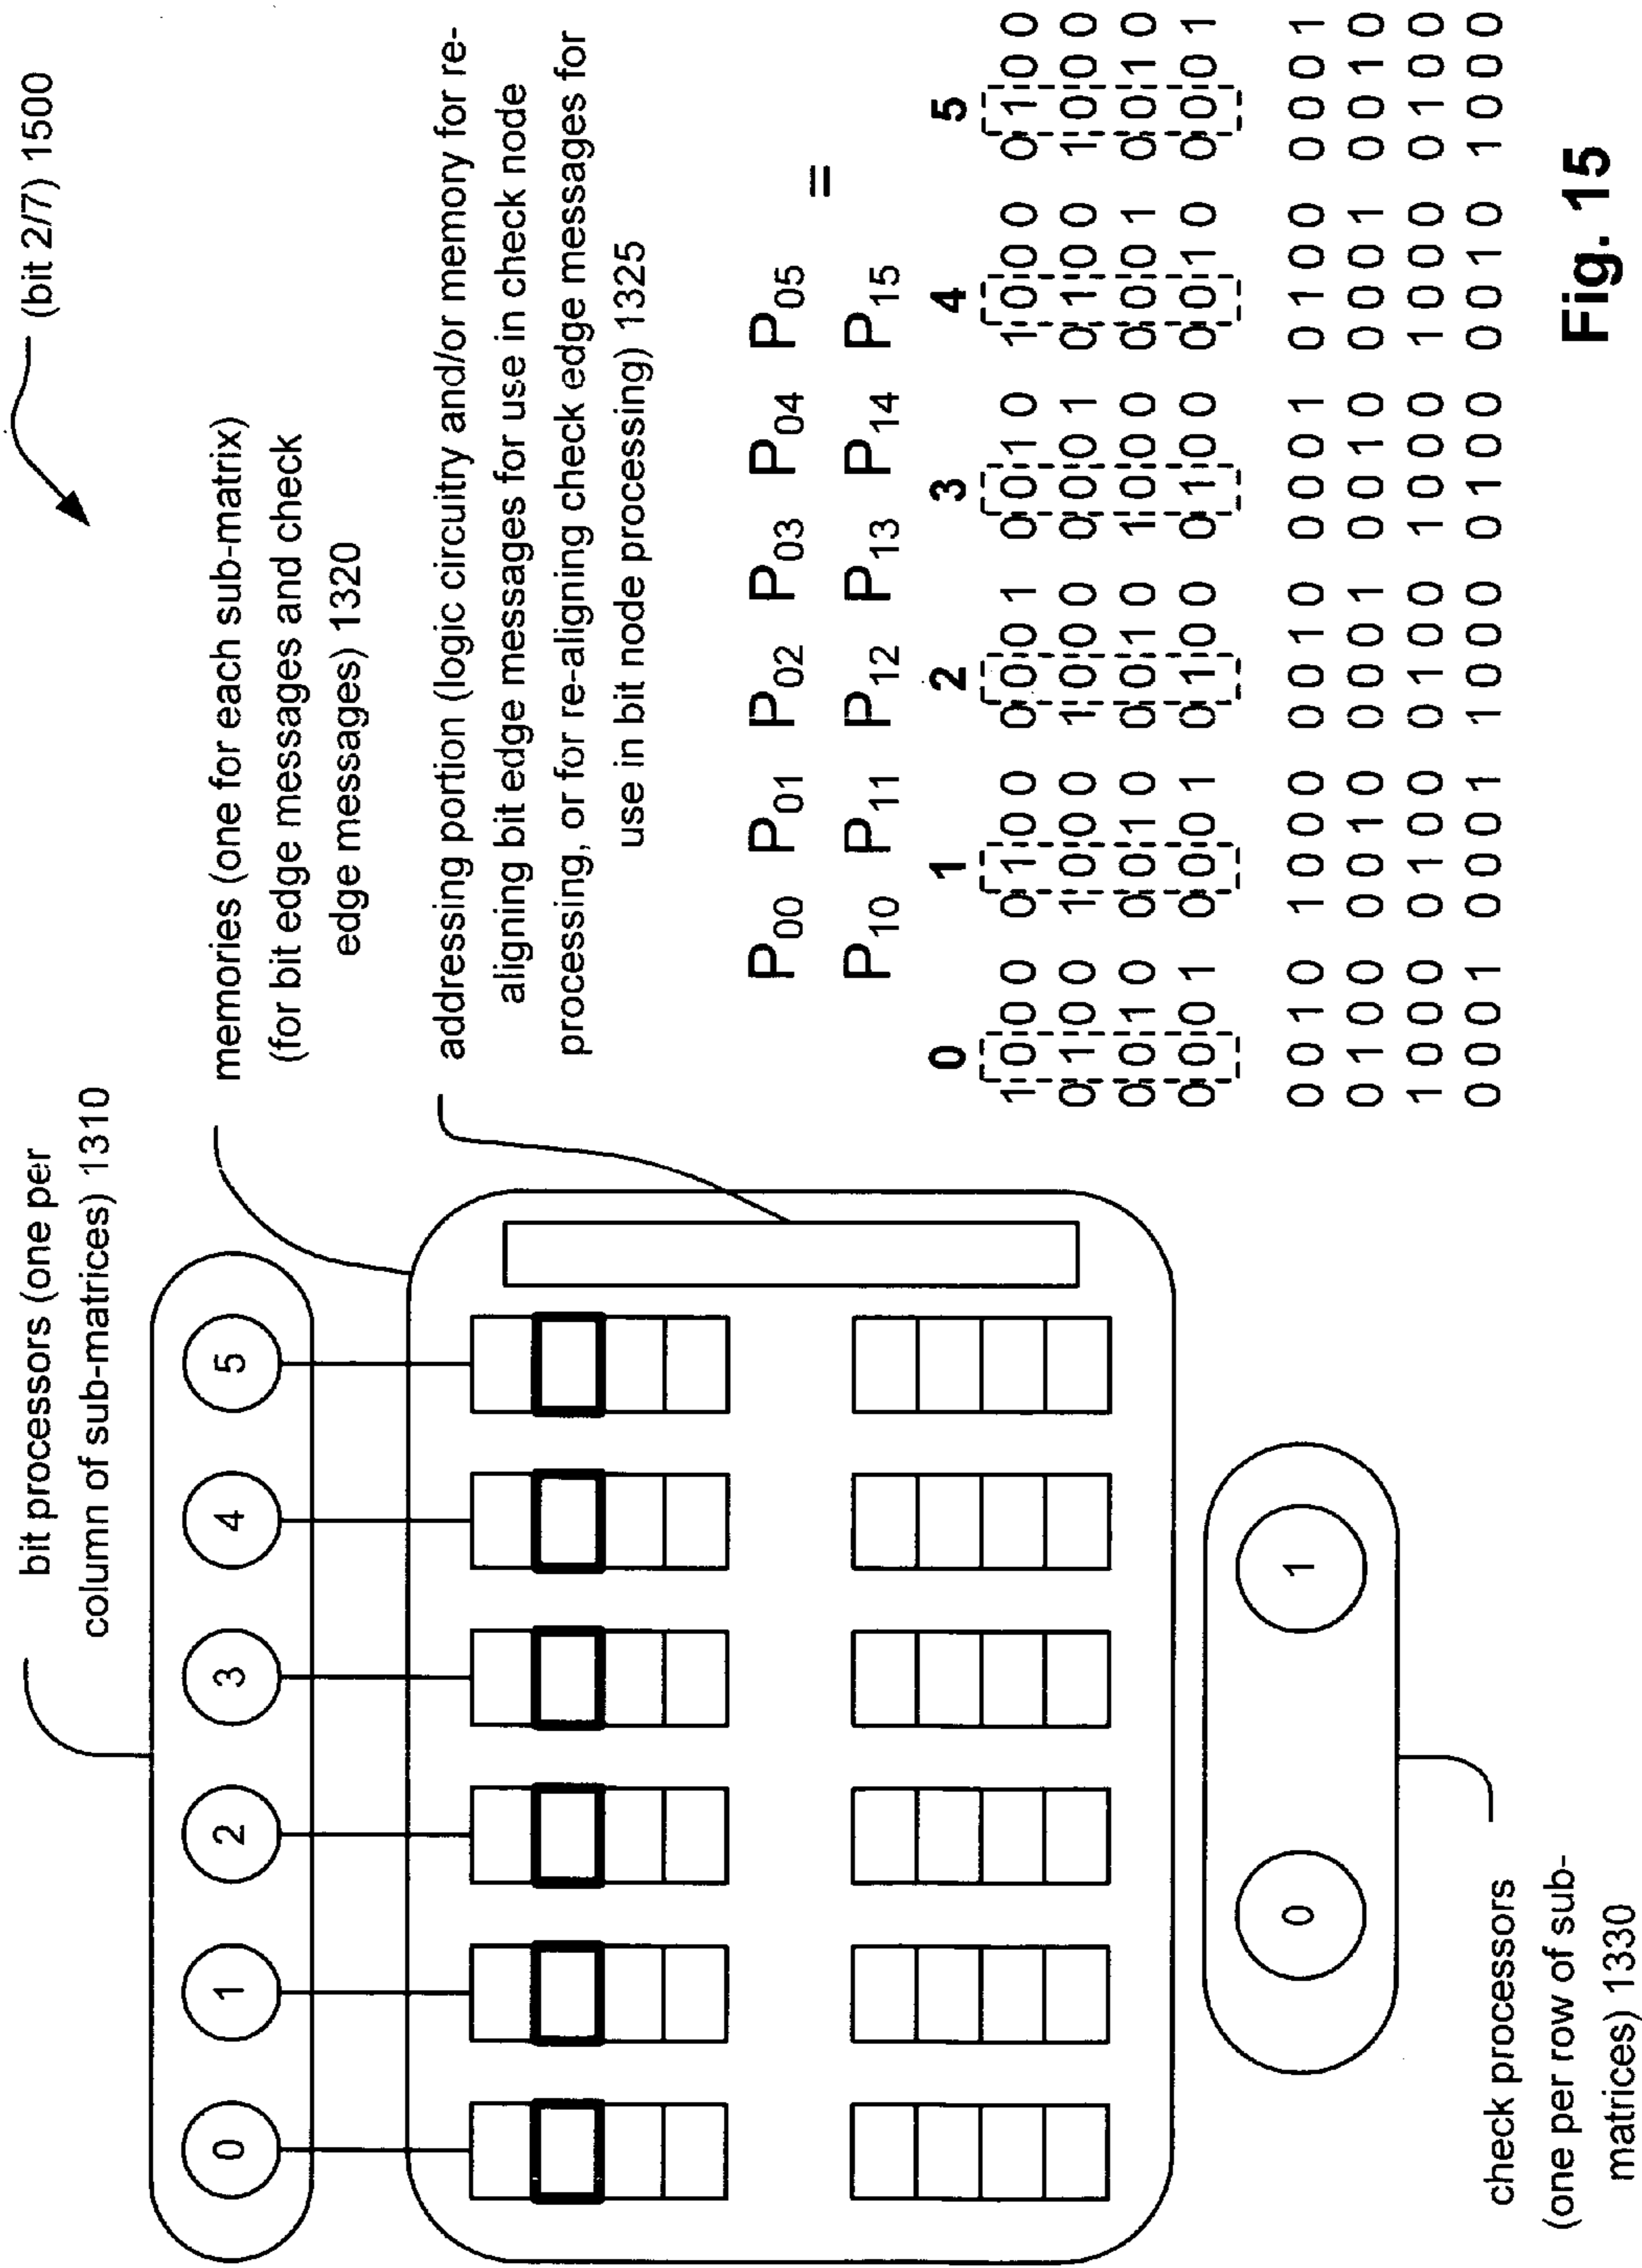 (bit 2/7) 1500
bit processors (one per
column of sub-matrices) 1310
0 1 2 3 4 5
memories (one for each sub-matrix)
(for bit edge messages and check
edge messages) 1320
addressing portion (logic circuitry and/or memory for re-
aligning bit edge messages for use in check node
processing, or for re-aligning check edge messages for
use in bit node processing) 1325
check processors
(one per row of sub-
matrices) 1330
0 1
P00 P01 P02 P03 P04 P05
P10 P11 P12 P13 P14 P15
=
0 1 2 3 4 5
1 0 0 0 0 1 0 0 0 0 0 1 0 0 1 0 1 0 0 0 0 1 0 0
0 1 0 0 1 0 0 0 1 0 0 0 0 0 0 1 0 1 0 0 1 0 0 0
0 0 1 0 0 0 1 0 0 0 1 0 1 0 0 0 0 0 0 1 0 0 1 0
0 0 0 1 0 0 0 1 0 1 0 0 0 1 0 0 0 0 1 0 0 0 0 1
0 0 1 0 1 0 0 0 0 0 1 0 0 0 0 1 0 1 0 0 0 0 0 1
0 1 0 0 0 0 1 0 0 0 0 1 0 0 1 0 0 0 0 1 0 0 1 0
1 0 0 0 0 1 0 0 0 1 0 0 1 0 0 0 1 0 0 0 0 1 0 0
0 0 0 1 0 0 0 1 1 0 0 0 0 1 0 0 0 0 1 0 1 0 0 0
Fig. 15